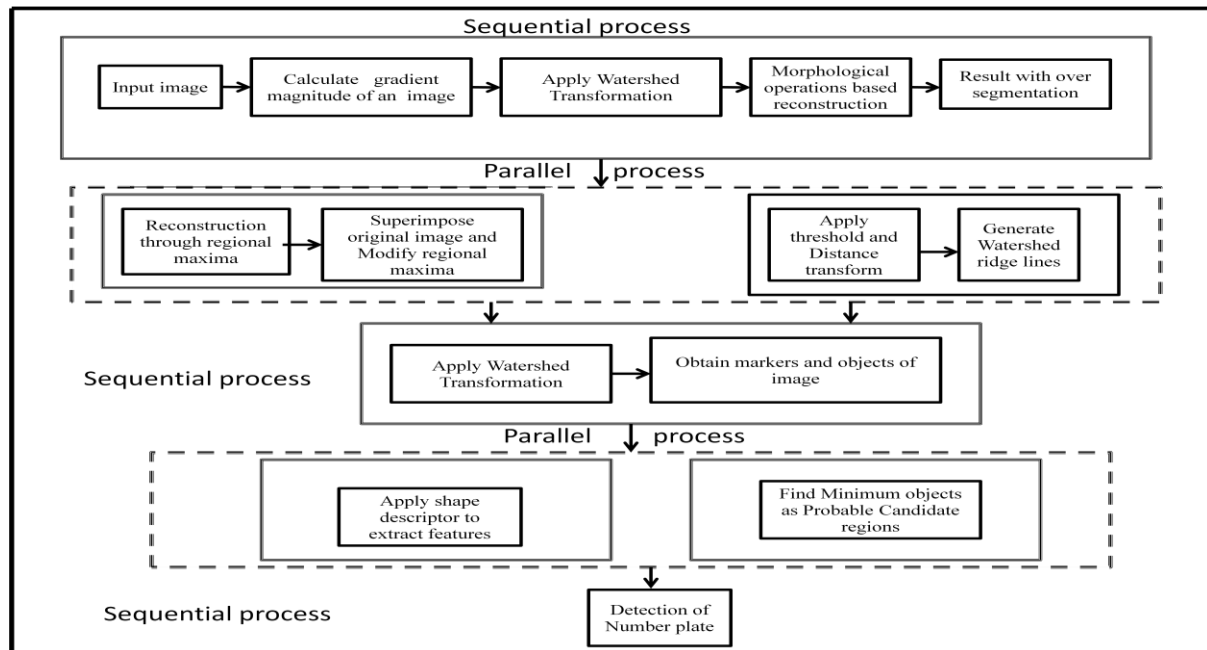 Sequential process
Input image
Calculate gradient
magnitude of an image
Apply Watershed
Transformation
Morphological
operations based
reconstruction
Result with over
segmentation
Parallel process
Reconstruction
through regional
maxima
Superimpose
original image and
Modify regional
maxima
Apply
threshold and
Distance
transform
Generate
Watershed
ridge lines
Sequential process
Apply Watershed
Transformation
Obtain markers and objects of
image
Parallel process
Apply shape
descriptor to
extract features
Find Minimum objects
as Probable Candidate
regions
Sequential process
Detection of
Number plate